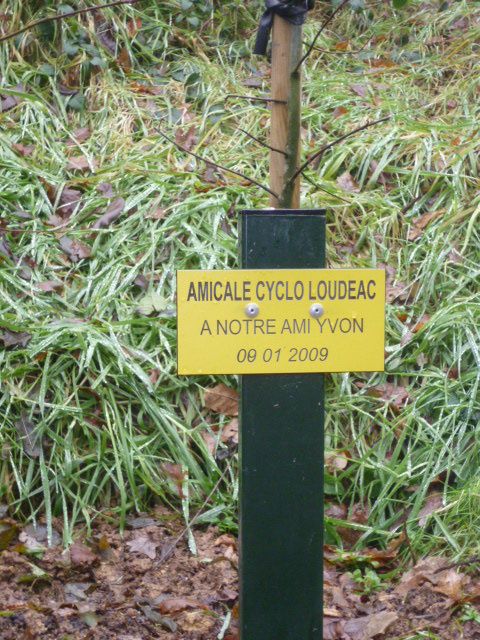 AMICALE CYCLO LOUDEAC
A NOTRE AMI YVON
09 01 2009